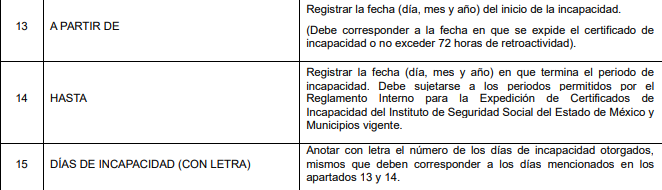 13
A PARTIR DE
Registrar la fecha (día, mes y año) del inicio de la incapacidad.
(Debe corresponder a la fecha en que se expide el certificado de
incapacidad o no exceder 72 horas de retroactividad).
14
HASTA
Registrar la fecha (día, mes y año) en que termina el periodo de
incapacidad. Debe sujetarse a los periodos permitidos por el
Reglamento Interno para la Expedición de Certificados de
Incapacidad del Instituto de Seguridad Social del Estado de México y
Municipios vigente.
15
DÍAS DE INCAPACIDAD (CON LETRA)
Anotar con letra el número de los días de incapacidad otorgados,
mismos que deben corresponder a los días mencionados en los
apartados 13 y 14.